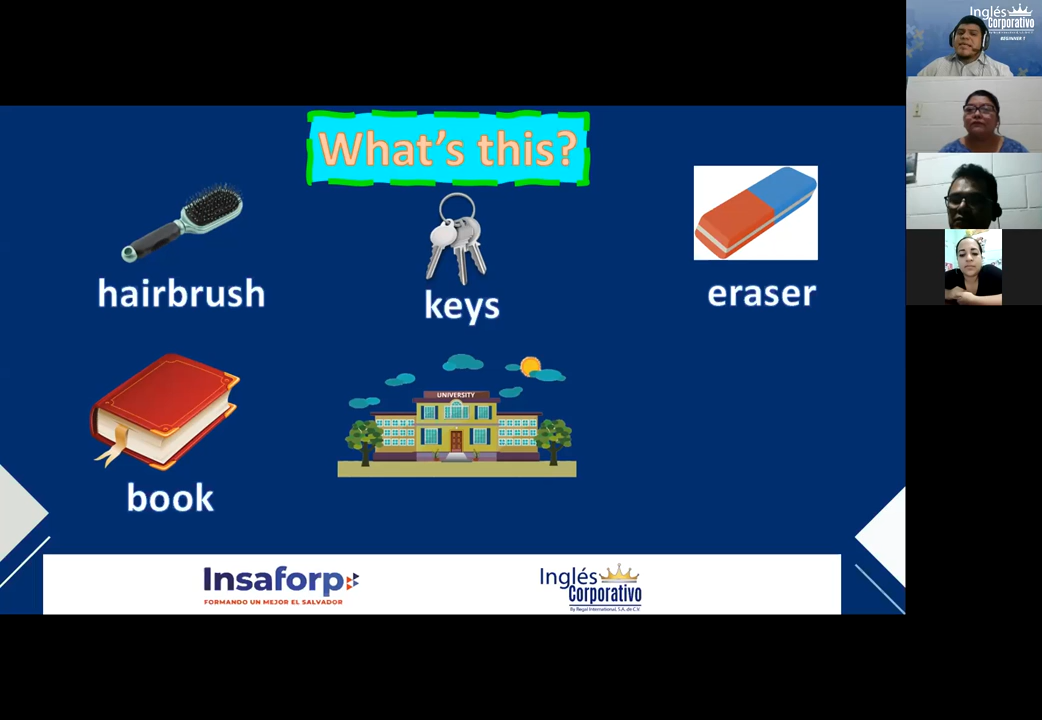 What's this?
hairbrush
keys
eraser
book
UNIVERSITY
Insaforp
FORMANDO UN MEJOR EL SALVADOR
Inglés
Corporativo
By Regal International, S.A. de C.V.
Inglés
Corporativo
BEGINNER 1